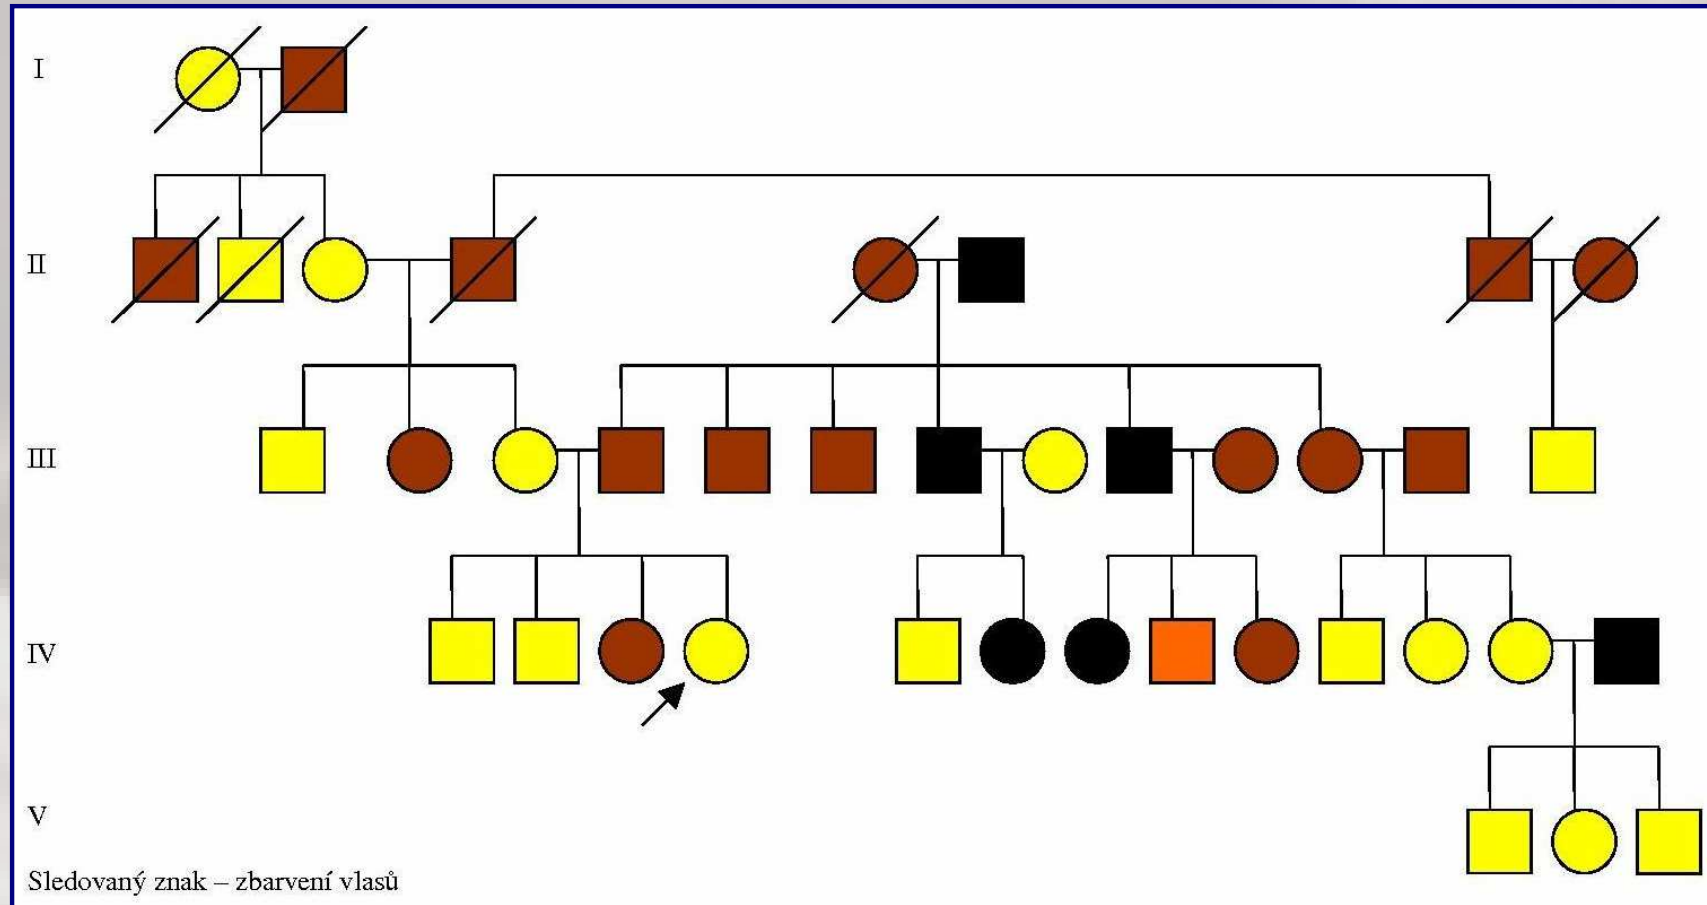 I
II
III
IV
V
Sledovaný znak – zbarvení vlasů